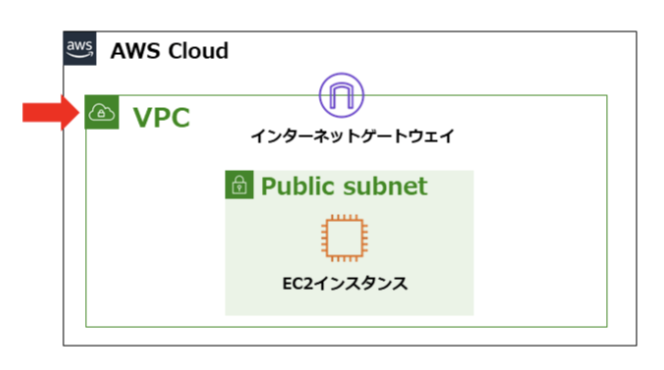 aws
AWS Cloud
VPC
インターネットゲートウェイ
Public subnet
EC2インスタンス